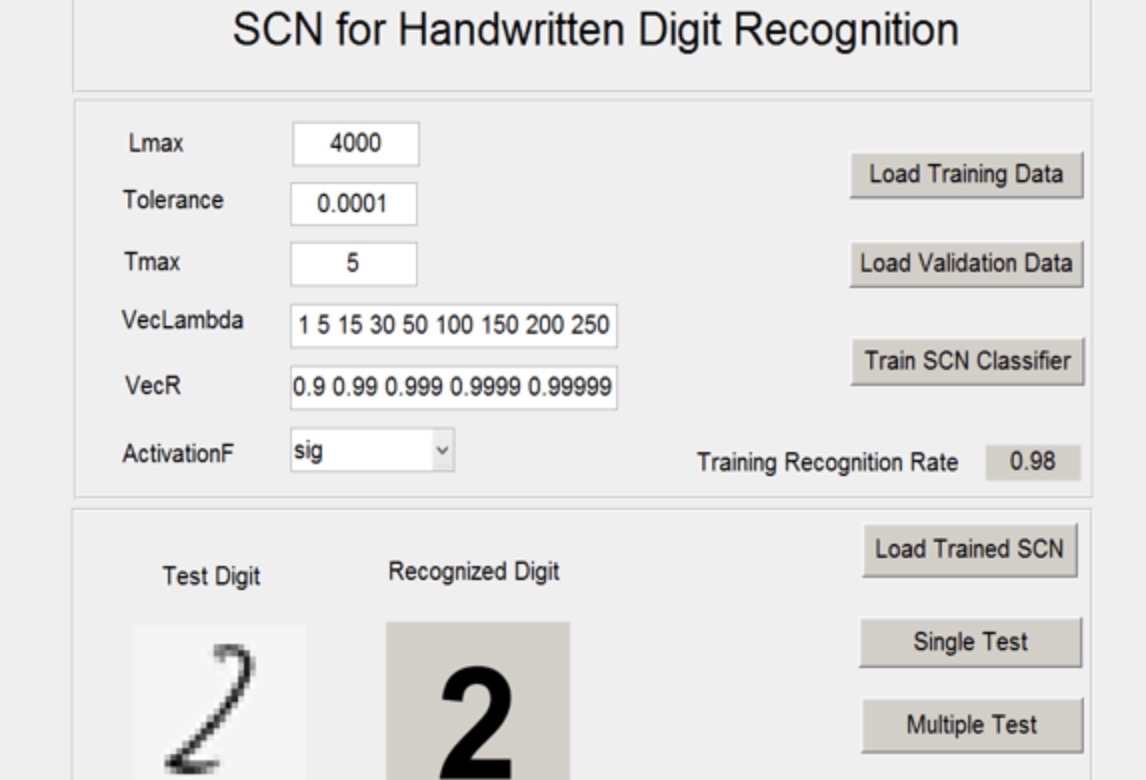 SCN for Handwritten Digit Recognition
Lmax 4000
Load Training Data
Tolerance 0.0001
Tmax 5
Load Validation Data
VecLambda 1 5 15 30 50 100 150 200 250
Train SCN Classifier
VecR 0.9 0.99 0.999 0.9999 0.99999
ActivationF sig
Training Recognition Rate 0.98
Load Trained SCN
Test Digit Recognized Digit
Single Test
2 2
Multiple Test